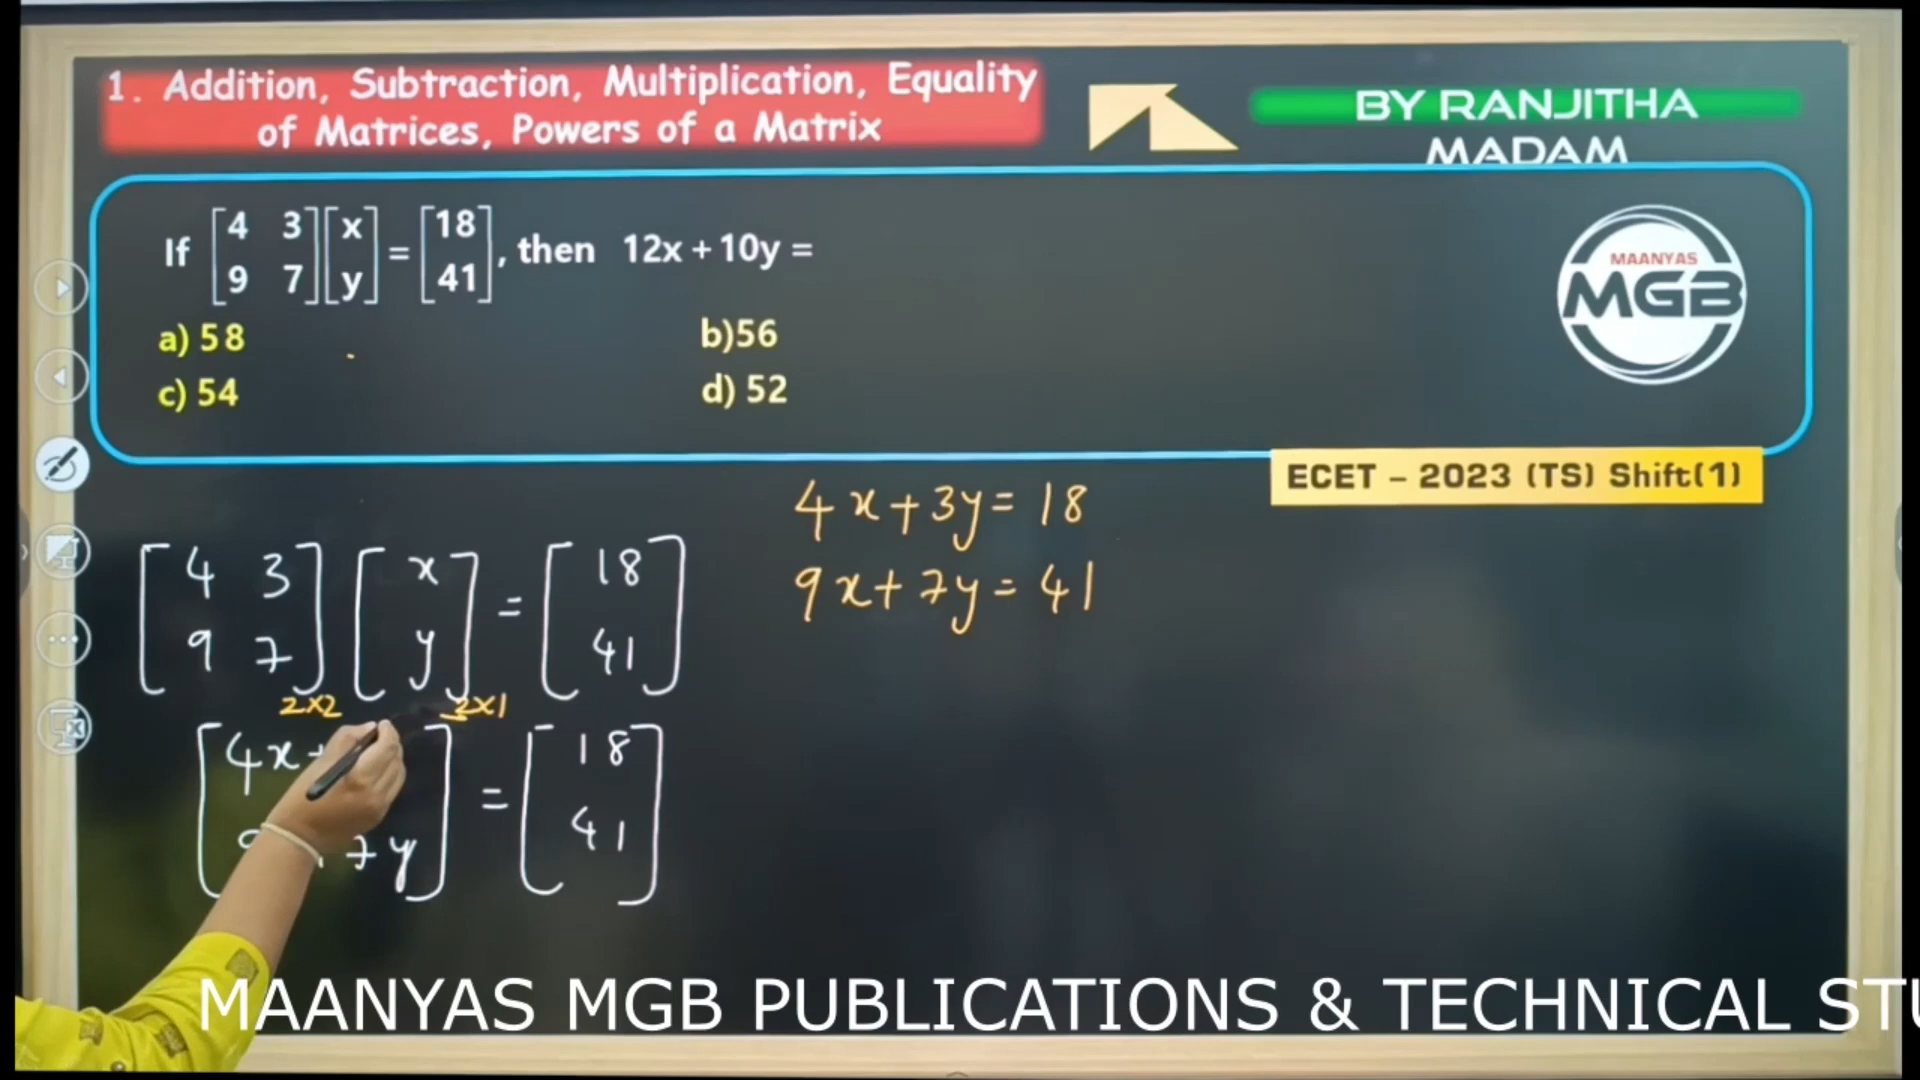 1. Addition, Subtraction, Multiplication, Equality
of Matrices, Powers of a Matrix
BY RANJITHA
MADAM
If [4 3 9 7][x y] = [18 41], then 12x + 10y =
a) 58
b)56
c) 54
d) 52
MAANYAS
MGB
ECET – 2023 (TS) Shift(1)
4x+3y= 18
9x+7y= 41
[4 3] [x] = [18]
[9 7] [y] [41]
2x2 2x1
[4x+ ] = [18]
7y] [41]
MAANYAS MGB PUBLICATIONS & TECHNICAL